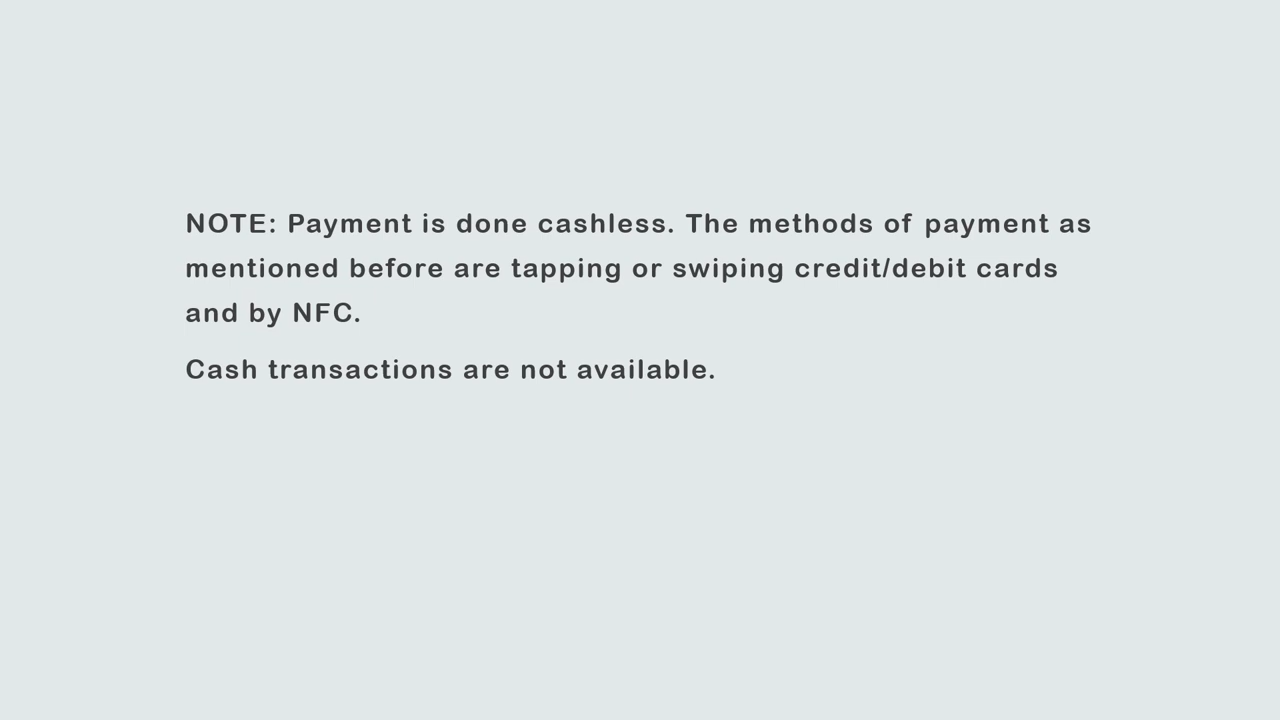 NOTE: Payment is done cashless. The methods of payment as
mentioned before are tapping or swiping credit/debit cards
and by NFC.
Cash transactions are not available.